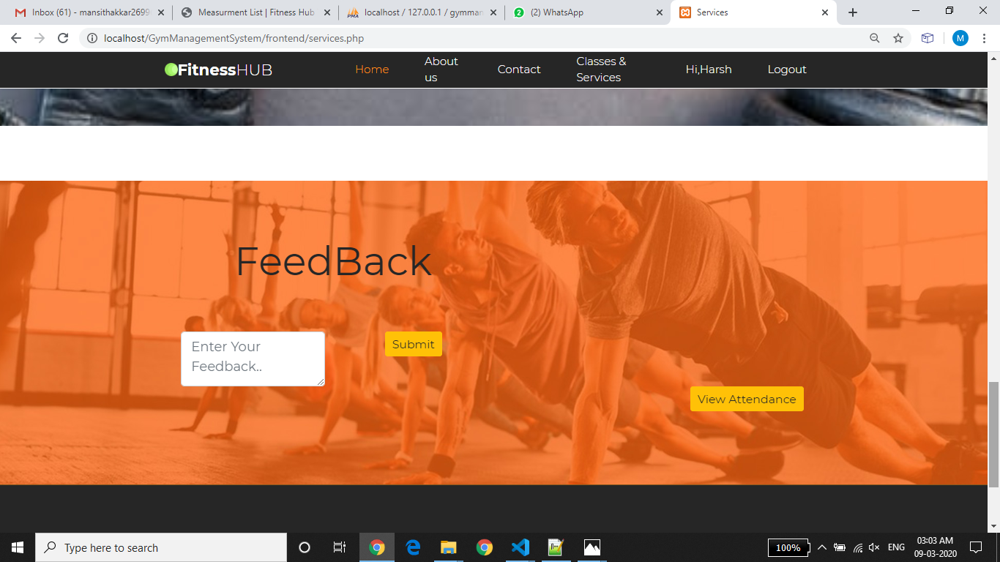 Inbox (61) - mansithakkar2699
Measurment List | Fitness Hub
localhost / 127.0.0.1 / gymman
(2) WhatsApp
Services
localhost/GymManagementSystem/frontend/services.php
M
FitnessHUB
Home
About us
Contact
Classes & Services
Hi,Harsh
Logout
FeedBack
Enter Your
Feedback..
Submit
View Attendance
Type here to search
100%
ENG
03:03 AM
09-03-2020